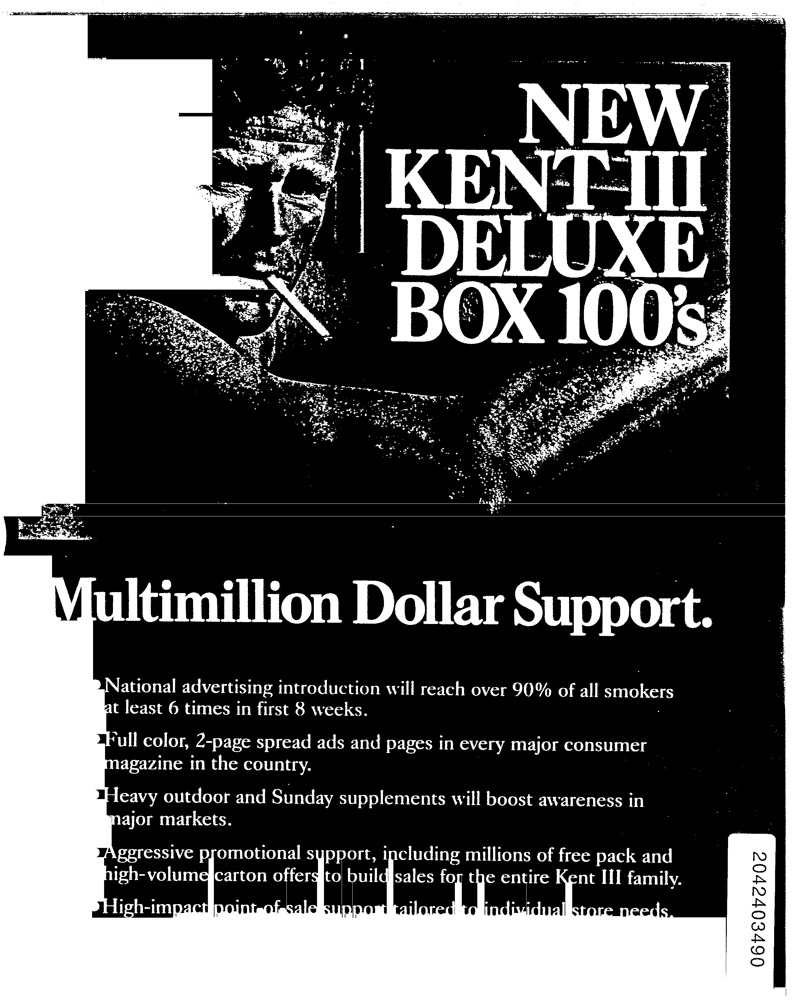 NEW
KENT III
DELUXE
BOX 100's
Multimillion Dollar Support.
National advertising introduction will reach over 90% of all smokers
at least 6 times in first 8 weeks.
Full color, 2-page spread ads and pages in every major consumer
magazine in the country.
Heavy outdoor and Sunday supplements will boost awareness in
major markets.
Aggressive promotional support, including millions of free pack and
high-volume carton offers to build sales for the entire Kent III family.
High-impact point-of-sale support tailored to individual store needs.
2042403490